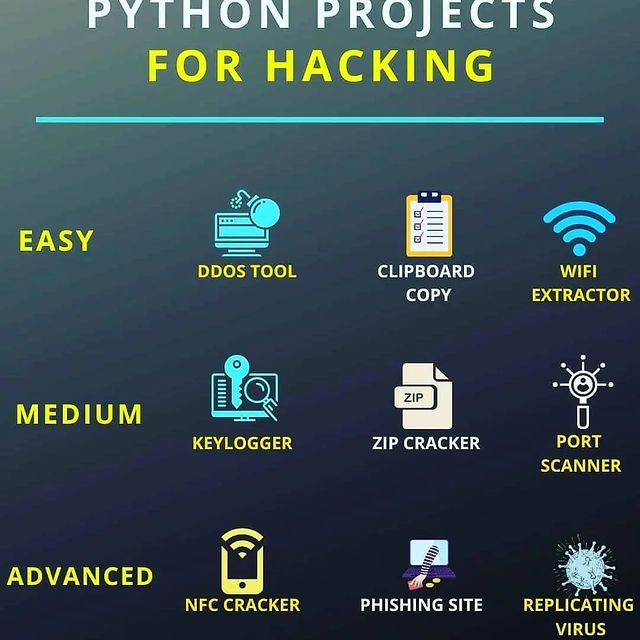 PYTHON PROJECTS
FOR HACKING
EASY
DDOS TOOL
CLIPBOARD
COPY
WIFI
EXTRACTOR
MEDIUM
KEYLOGGER
ZIP
ZIP CRACKER
PORT
SCANNER
ADVANCED
NFC CRACKER
PHISHING SITE
REPLICATING
VIRUS